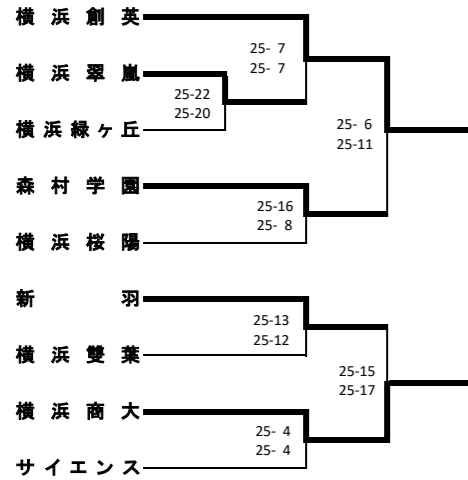 横浜創英
25- 7
25- 7
横浜翠嵐
25-22
25-20
横浜緑ヶ丘
25- 6
25-11
森村学園
25-16
25- 8
横浜桜陽
新羽
25-13
25-12
横浜雙葉
25-15
25-17
横浜商大
25- 4
25- 4
サイエンス